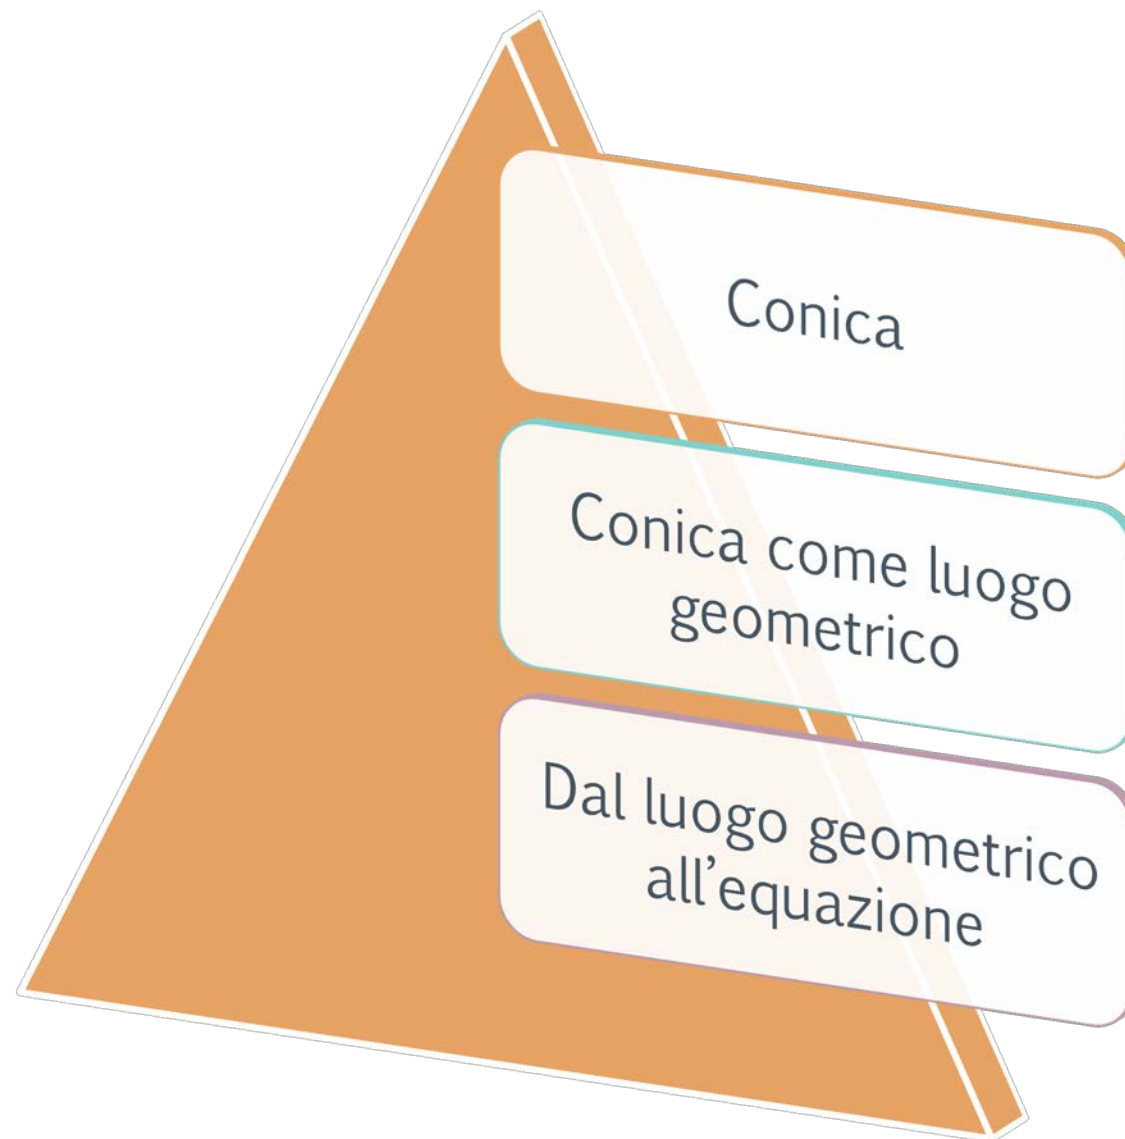 Conica
Conica come luogo
geometrico
Dal luogo geometrico
all’equazione